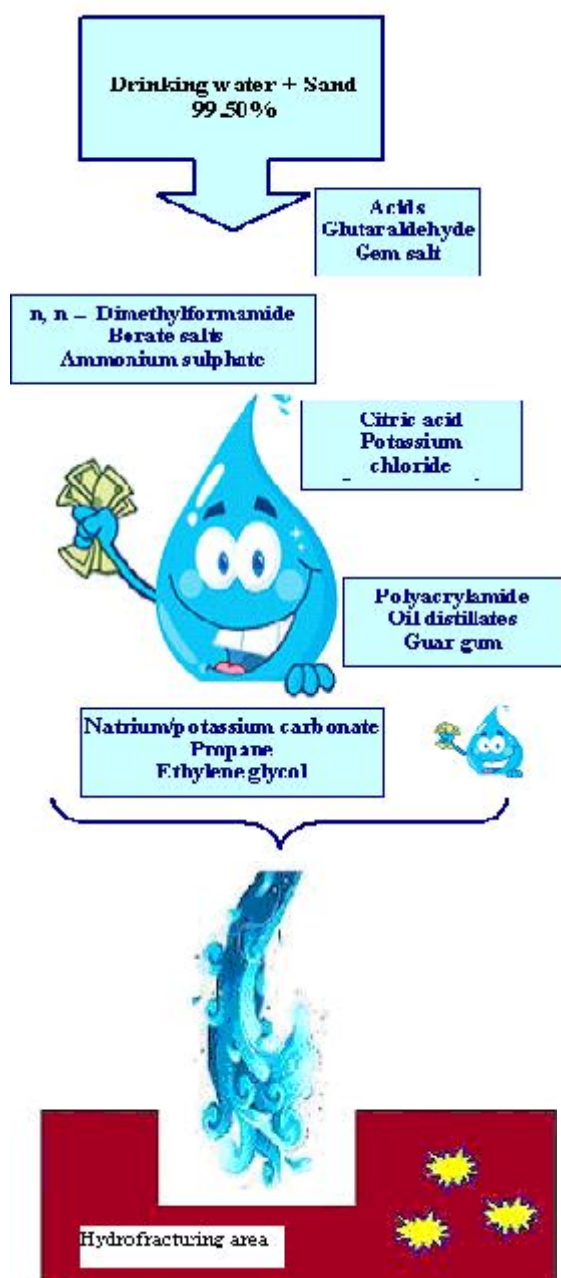 Drinking water + Sand
99.50%
Acids
Glutaraldehyde
Gem salt
n, n – Dimethylformamide
Borate salts
Ammonium sulphate
Citric acid
Potassium
chloride
Polyacrylamide
Oil distillates
Guar gum
Natrium/potassium carbonate
Propane
Ethylene glycol
Hydrofracturing area